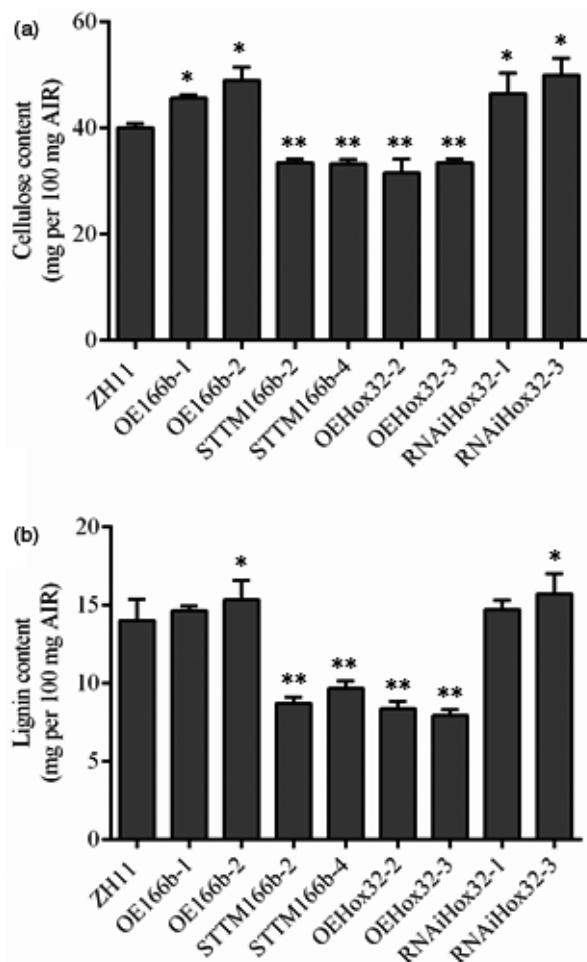 (a)
Cellulose content
(mg per 100 mg AIR)
60
40
20
0
*
*
**
**
**
**
*
*
ZH11
OE166b-1
OE166b-2
STTM166b-2
STTM166b-4
OEHox32-2
OEHox32-3
RNAiHox32-1
RNAiHox32-3
(b)
Lignin content
(mg per 100 mg AIR)
20
15
10
5
0
*
**
**
**
**
*
ZH11
OE166b-1
OE166b-2
STTM166b-2
STTM166b-4
OEHox32-2
OEHox32-3
RNAiHox32-1
RNAiHox32-3